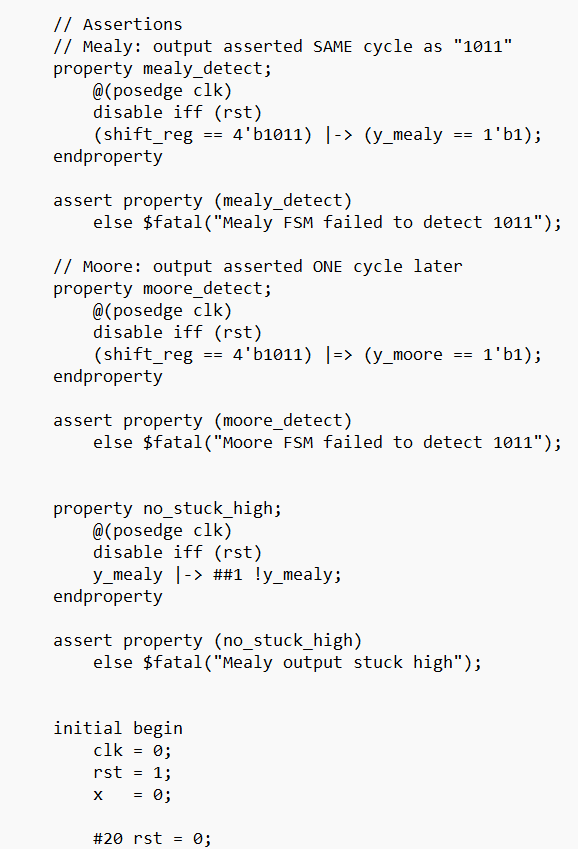 // Assertions
// Mealy: output asserted SAME cycle as "1011"
property mealy_detect;
@(posedge clk)
disable iff (rst)
(shift_reg == 4'b1011) |-> (y_mealy == 1'b1);
endproperty
assert property (mealy_detect)
else $fatal("Mealy FSM failed to detect 1011");
// Moore: output asserted ONE cycle later
property moore_detect;
@(posedge clk)
disable iff (rst)
(shift_reg == 4'b1011) |=> (y_moore == 1'b1);
endproperty
assert property (moore_detect)
else $fatal("Moore FSM failed to detect 1011");
property no_stuck_high;
@(posedge clk)
disable iff (rst)
y_mealy |-> ##1 !y_mealy;
endproperty
assert property (no_stuck_high)
else $fatal("Mealy output stuck high");
initial begin
clk = 0;
rst = 1;
x   = 0;
#20 rst = 0;